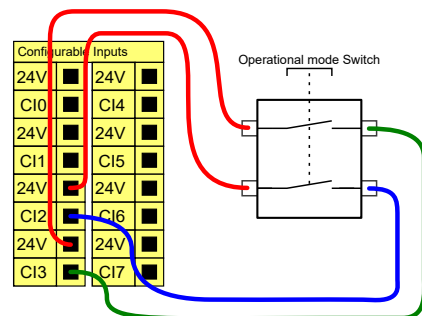 Configurable Inputs
Operational mode Switch
24V 24V
CI0 CI4
24V 24V
CI1 CI5
24V 24V
CI2 CI6
24V 24V
CI3 CI7